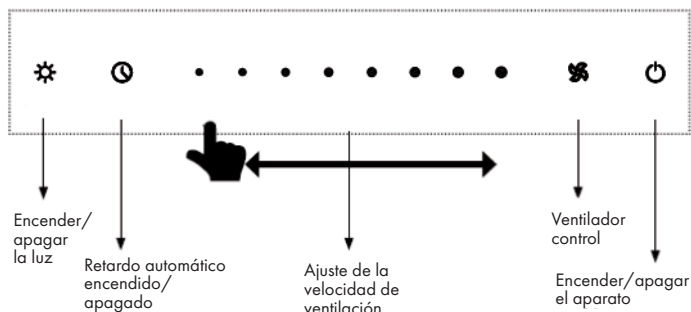 Encender/
apagar
la luz
Retardo automático
encendido/
apagado
Ajuste de la
velocidad de
ventilación
Ventilador
control
Encender/apagar
el aparato